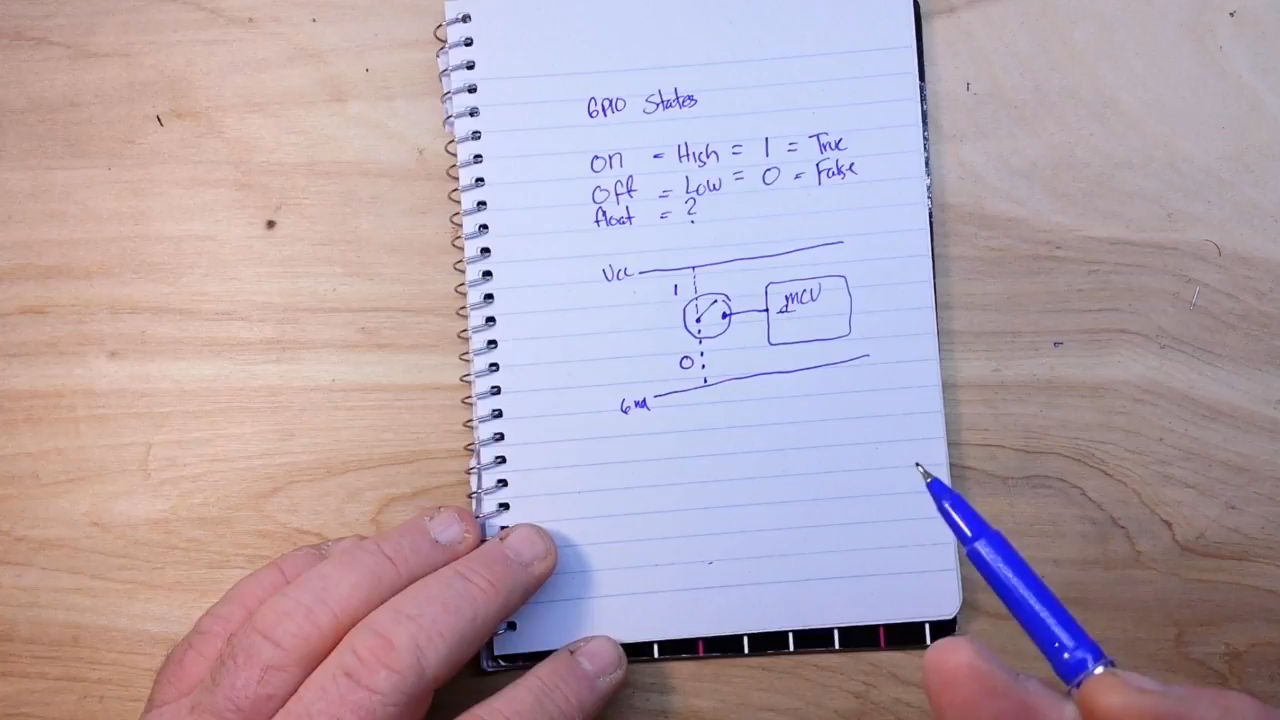 GPIO States
On = High = 1 = True
Off = Low = 0 = False
float = ?
Vcc
1
MCU
0
Gnd